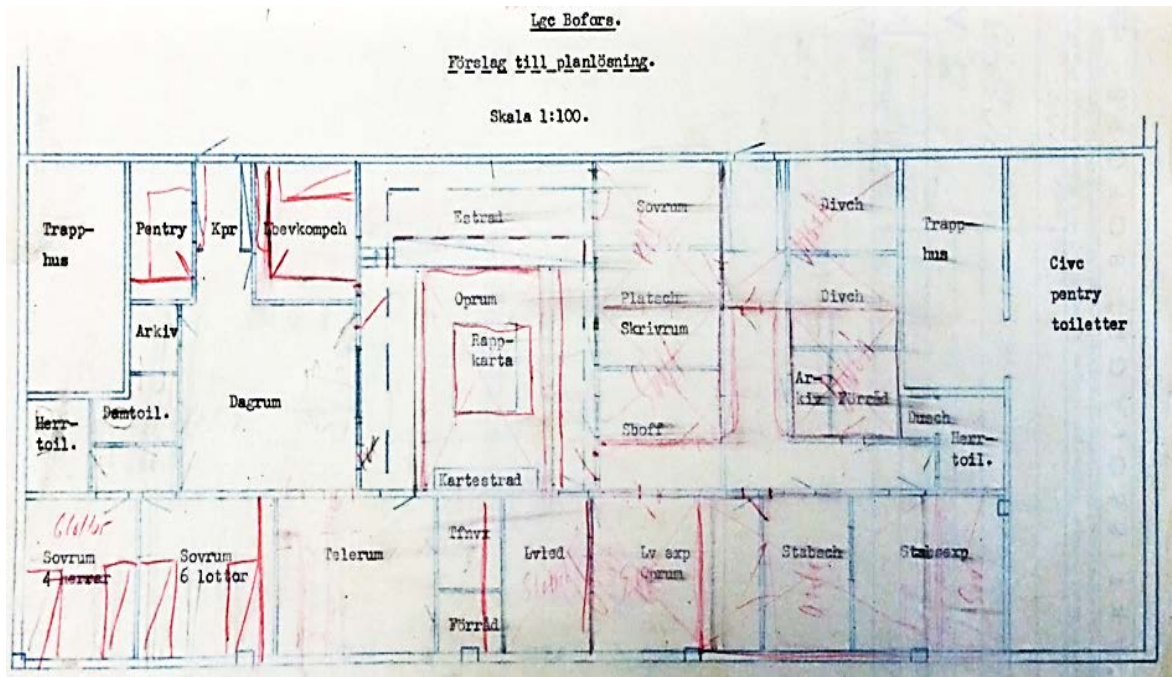 Lgc Bofors.
Förslag till planlösning.
Skala 1:100.
Trapp-
hus
Pentry
Kpr
Lbevkompch
Estrad
Sovrum
Divch
Trapp-
hus
Civc
pentry
toiletter
Arkiv
Oprum
Rapp-
karta
Platsch
Skrivrum
Divch
Herr-
toil.
Damtoil.
Dagrum
Ar-
kiv
Förråd
Sboff
Dusch
Herr-
toil.
Kartestrad
Sovrum
4 herrar
Sovrum
6 lottor
Telerum
Tfnvx
Förråd
Lvled
Lv exp
Oprum
Stabsch
Stabsexp